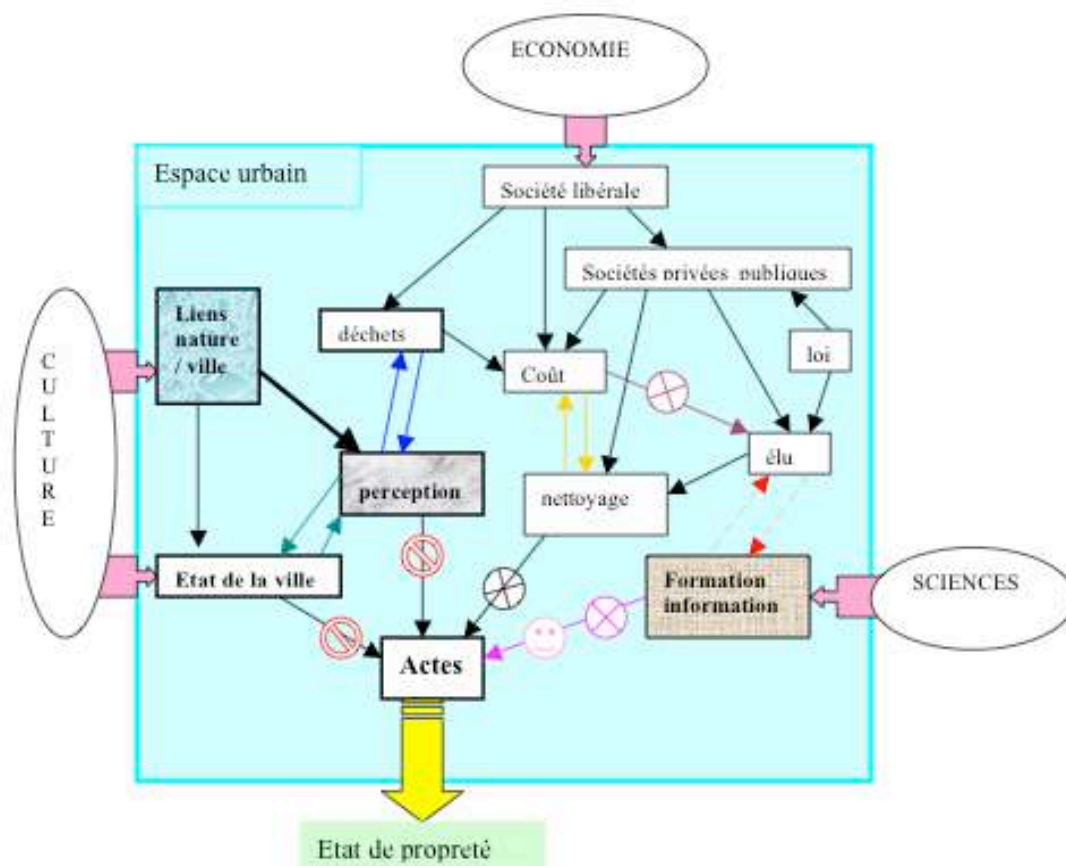 ECONOMIE
Espace urbain
Société libérale
Sociétés privées publiques
Liens
nature
/ ville
déchets
loi
Coût
CULTURE
élu
perception
nettoyage
Etat de la ville
Formation
information
SCIENCES
Actes
Etat de propreté